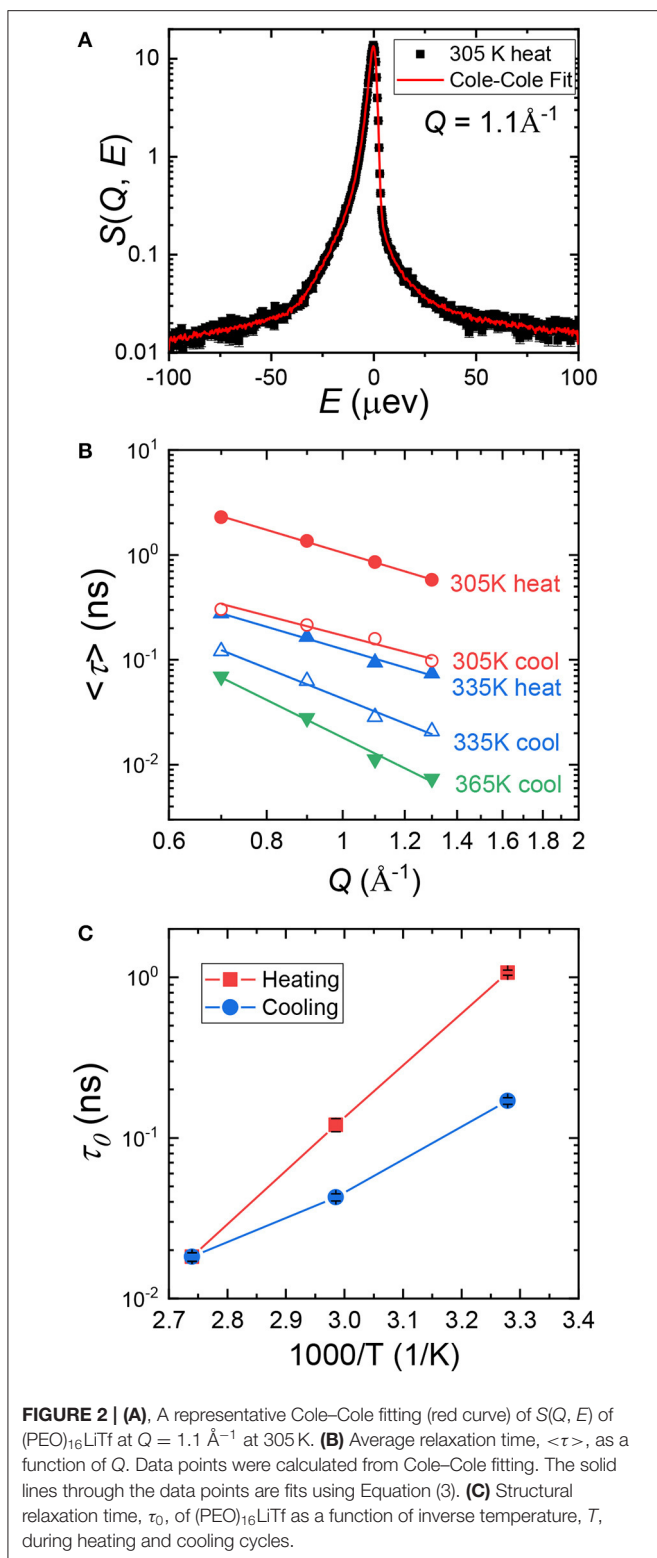 A
10
1
0.1
0.01
S(Q, E)
305 K heat
Cole-Cole Fit
Q = 1.1Å⁻¹
-100 -50 0 50 100
E (μev)
B
10¹
10⁰
10⁻¹
10⁻²
<τ> (ns)
305K heat
305K cool
335K heat
335K cool
365K cool
0.6 0.8 1 1.2 1.4 1.6 1.8 2
Q (Å⁻¹)
C
10⁰
10⁻¹
10⁻²
τ₀ (ns)
Heating
Cooling
2.7 2.8 2.9 3.0 3.1 3.2 3.3 3.4
1000/T (1/K)
FIGURE 2 | (A), A representative Cole–Cole fitting (red curve) of S(Q, E) of
(PEO)₁₆LiTf at Q = 1.1 Å⁻¹ at 305 K. (B) Average relaxation time, <τ>, as a
function of Q. Data points were calculated from Cole–Cole fitting. The solid
lines through the data points are fits using Equation (3). (C) Structural
relaxation time, τ₀, of (PEO)₁₆LiTf as a function of inverse temperature, T,
during heating and cooling cycles.